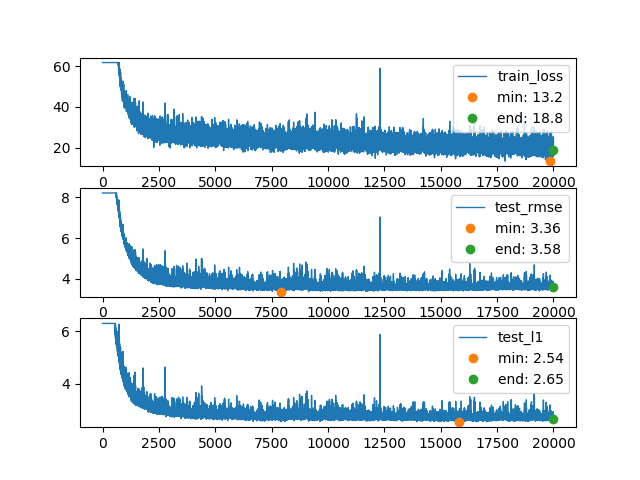 60
40
20
train_loss
min: 13.2
end: 18.8
0 2500 5000 7500 10000 12500 15000 17500 20000
8
6
4
test_rmse
min: 3.36
end: 3.58
0 2500 5000 7500 10000 12500 15000 17500 20000
6
4
test_l1
min: 2.54
end: 2.65
0 2500 5000 7500 10000 12500 15000 17500 20000